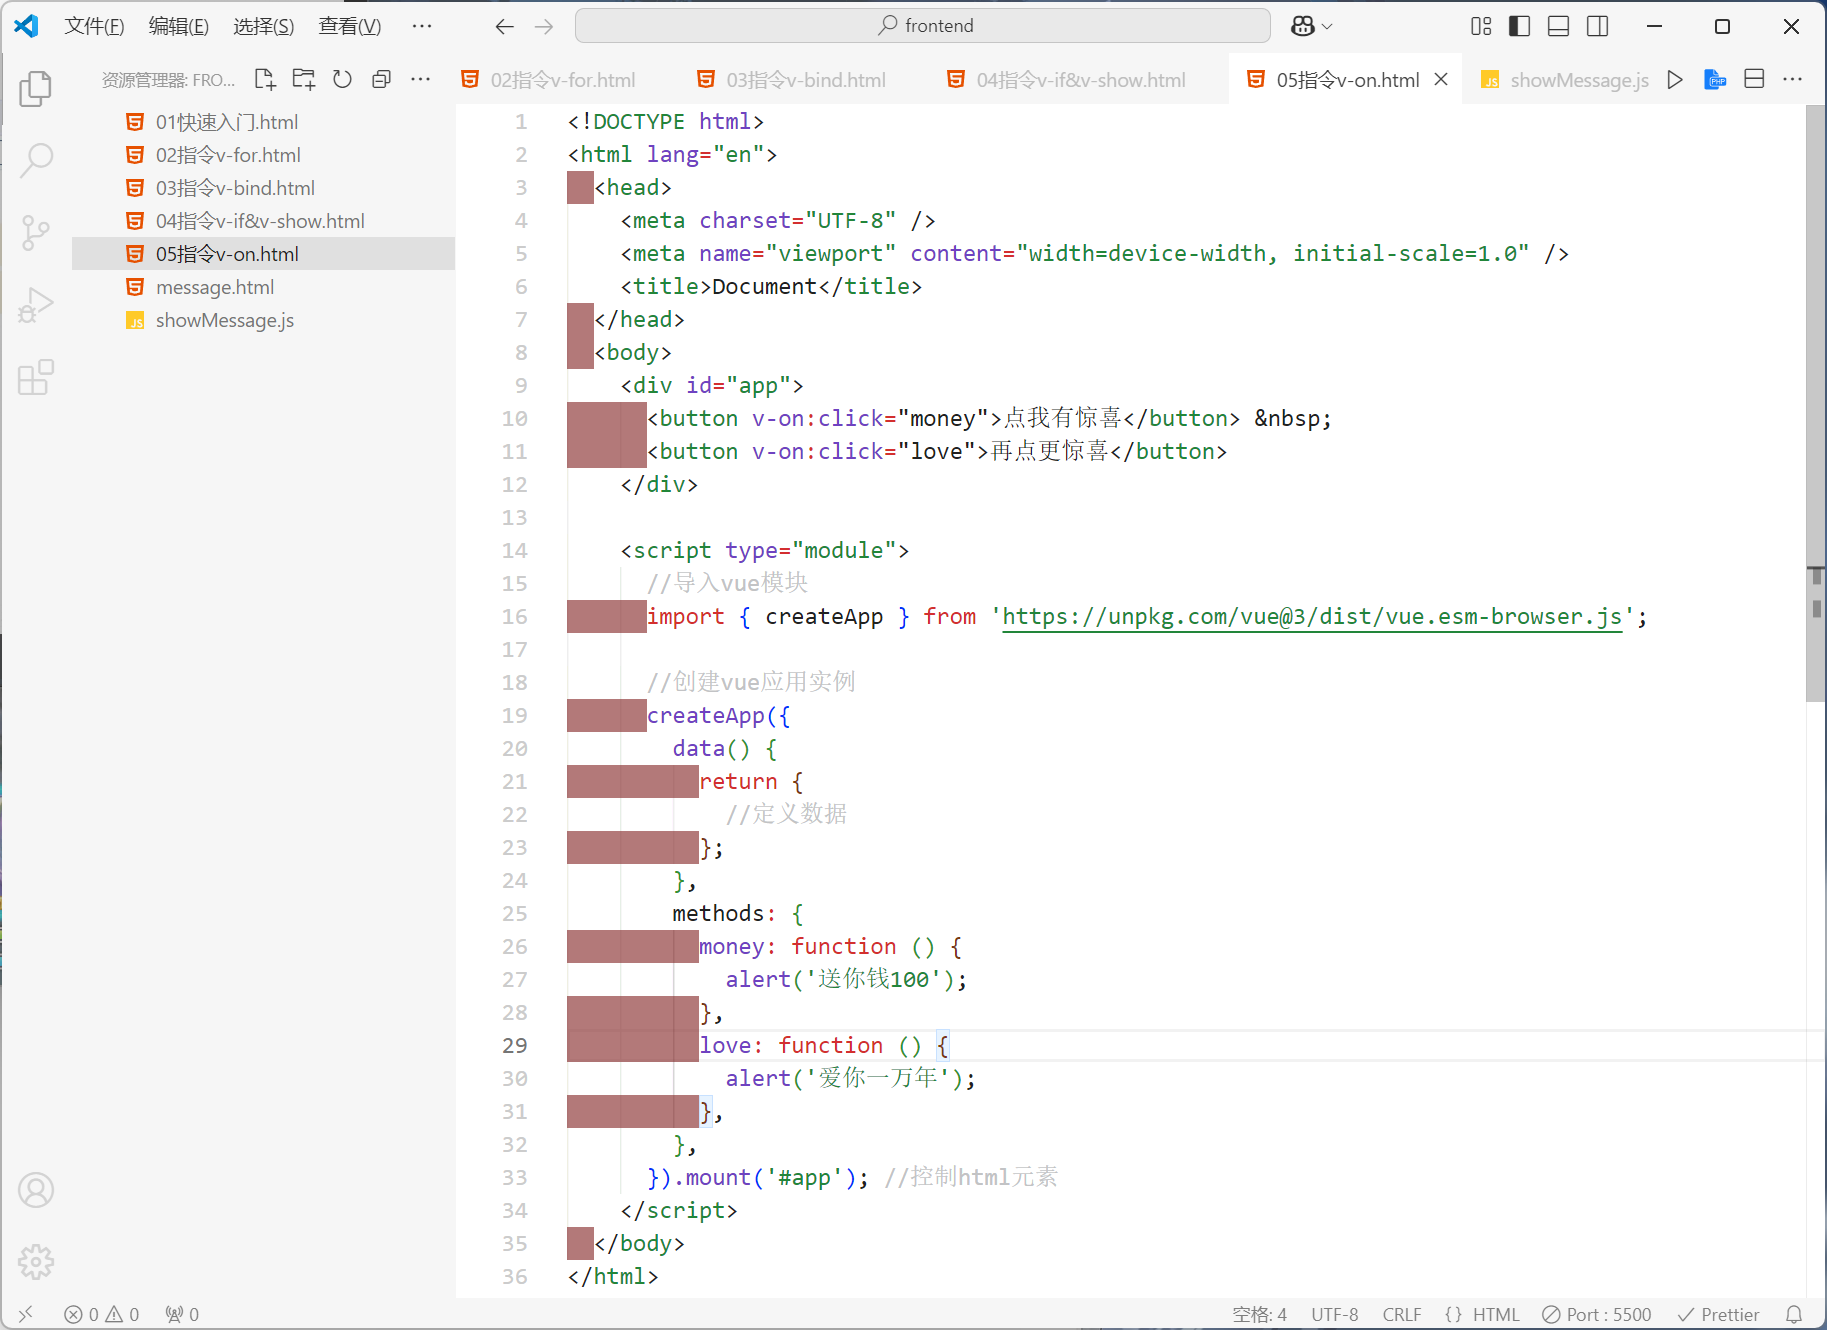 文件(F) 编辑(E) 选择(S) 查看(V) ··· frontend
资源管理器: FRO... ··· 02指令v-for.html 03指令v-bind.html 04指令v-if&v-show.html 05指令v-on.html showMessage.js ···
01快速入门.html
02指令v-for.html
03指令v-bind.html
04指令v-if&v-show.html
05指令v-on.html
message.html
showMessage.js
1 <!DOCTYPE html>
2 <html lang="en">
3 <head>
4 <meta charset="UTF-8" />
5 <meta name="viewport" content="width=device-width, initial-scale=1.0" />
6 <title>Document</title>
7 </head>
8 <body>
9 <div id="app">
10 <button v-on:click="money">点我有惊喜</button> &nbsp;
11 <button v-on:click="love">再点更惊喜</button>
12 </div>
13
14 <script type="module">
15 //导入vue模块
16 import { createApp } from 'https://unpkg.com/vue@3/dist/vue.esm-browser.js';
17
18 //创建vue应用实例
19 createApp({
20 data() {
21 return {
22 //定义数据
23 };
24 },
25 methods: {
26 money: function () {
27 alert('送你钱100');
28 },
29 love: function () {
30 alert('爱你一万年');
31 },
32 },
33 }).mount('#app'); //控制html元素
34 </script>
35 </body>
36 </html>
0 0 0 空格: 4 UTF-8 CRLF {} HTML Port : 5500 Prettier